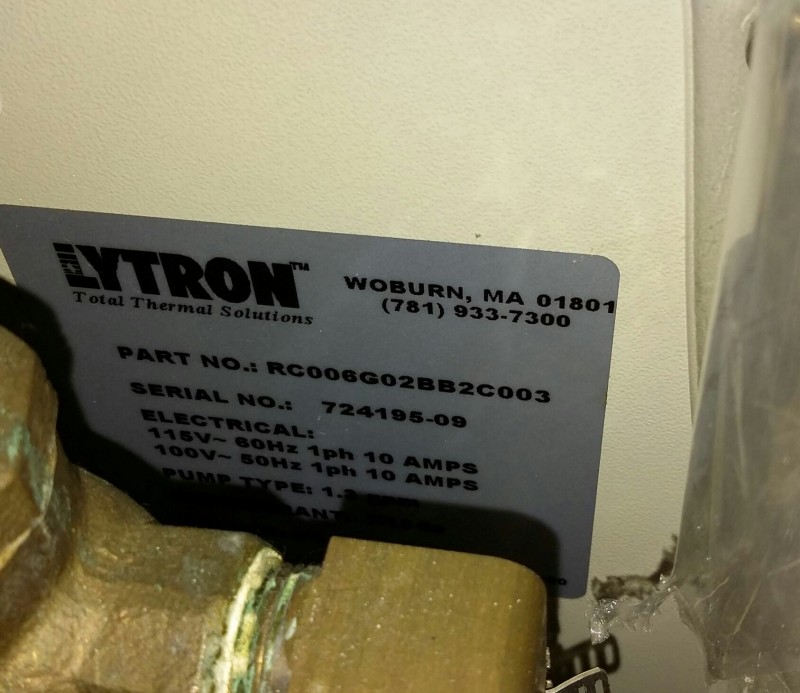 LYTRON™
Total Thermal Solutions
WOBURN, MA 01801
(781) 933-7300
PART NO.: RC006G02BB2C003
SERIAL NO.: 724195-09
ELECTRICAL:
115V~ 60Hz 1ph 10 AMPS
100V~ 50Hz 1ph 10 AMPS
PUMP TYPE: